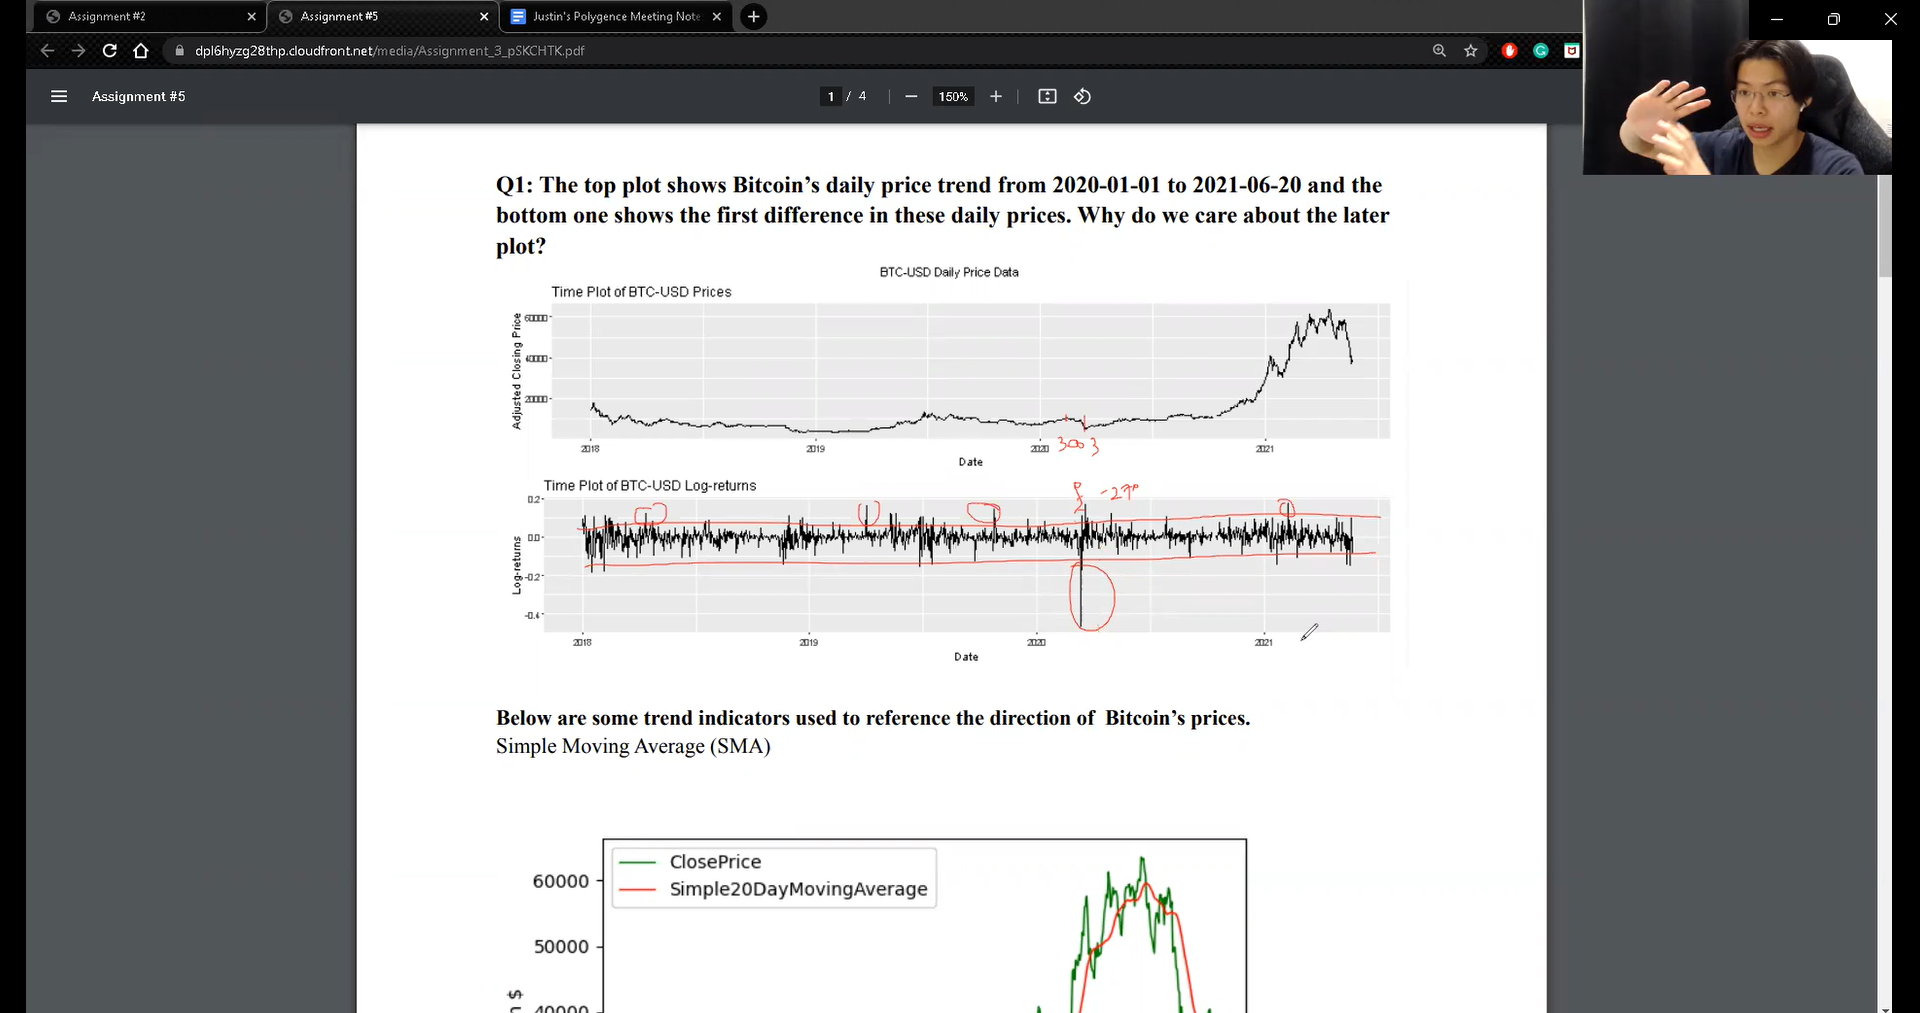 Assignment #2
Assignment #5
Justin's Polygence Meeting Note
dpl6hyzg28thp.cloudfront.net/media/Assignment_3_pSKCHTK.pdf
Assignment #5
1 / 4
150%
Q1: The top plot shows Bitcoin's daily price trend from 2020-01-01 to 2021-06-20 and the
bottom one shows the first difference in these daily prices. Why do we care about the later
plot?
BTC-USD Daily Price Data
Time Plot of BTC-USD Prices
Adjusted Closing Price
60000
40000
20000
2018
2019
2020
2021
Date
Time Plot of BTC-USD Log-returns
Log-returns
0.2
0.0
-0.2
-0.4
2018
2019
2020
2021
Date
Below are some trend indicators used to reference the direction of Bitcoin's prices.
Simple Moving Average (SMA)
ClosePrice
Simple20DayMovingAverage
60000
50000
40000